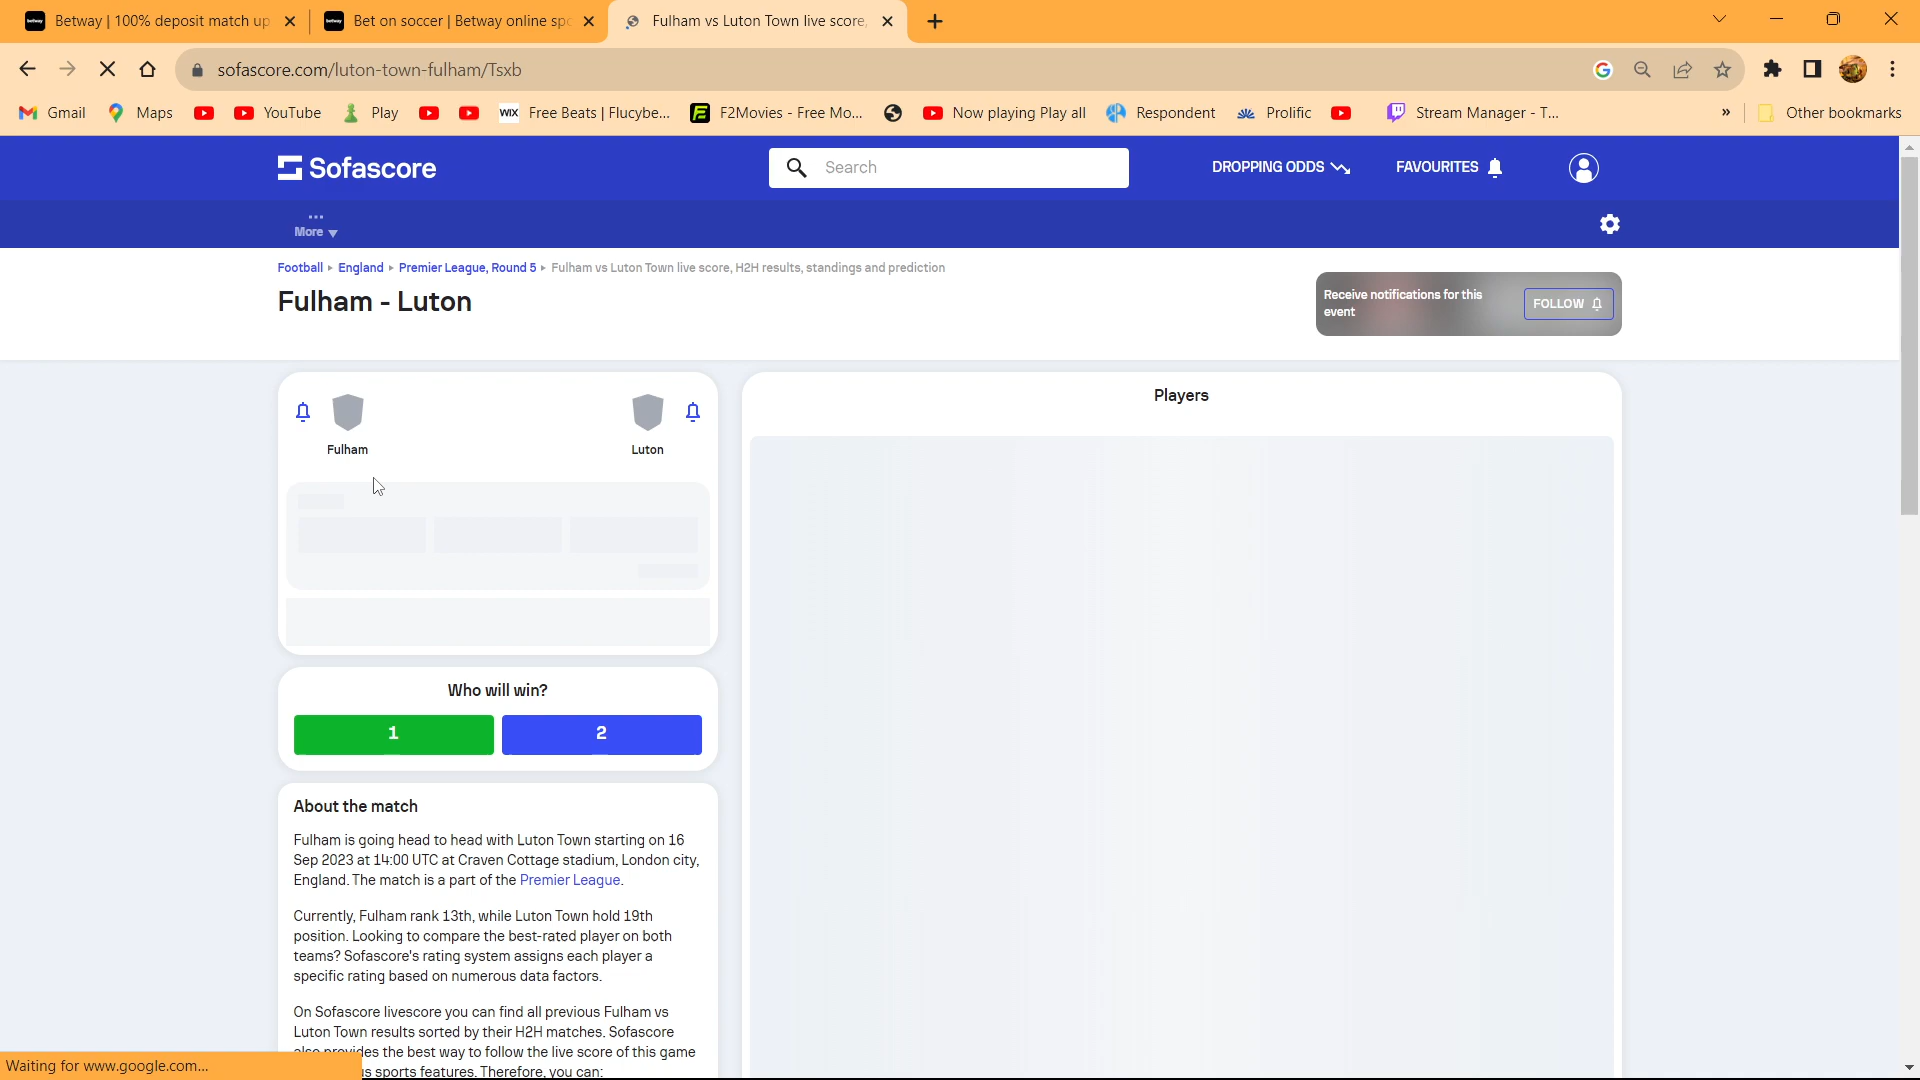 Betway | 100% deposit match up
Bet on soccer | Betway online spo
Fulham vs Luton Town live score,
sofascore.com/luton-town-fulham/Tsxb
Gmail
Maps
YouTube
Play
WIX
Free Beats | Flucybe...
F2Movies - Free Mo...
Now playing Play all
Respondent
Prolific
Stream Manager - T...
»
Other bookmarks
Sofascore
Search
DROPPING ODDS
FAVOURITES
More
Football
England
Premier League, Round 5
Fulham vs Luton Town live score, H2H results, standings and prediction
Fulham - Luton
Receive notifications for this
event
FOLLOW
Fulham
Luton
Players
Who will win?
1
2
About the match
Fulham is going head to head with Luton Town starting on 16
Sep 2023 at 14:00 UTC at Craven Cottage stadium, London city,
England. The match is a part of the Premier League.
Currently, Fulham rank 13th, while Luton Town hold 19th
position. Looking to compare the best-rated player on both
teams? Sofascore's rating system assigns each player a
specific rating based on numerous data factors.
On Sofascore livescore you can find all previous Fulham vs
Luton Town results sorted by their H2H matches. Sofascore
also provides the best way to follow the live score of this game
sports features. Therefore, you can:
Waiting for www.google.com...